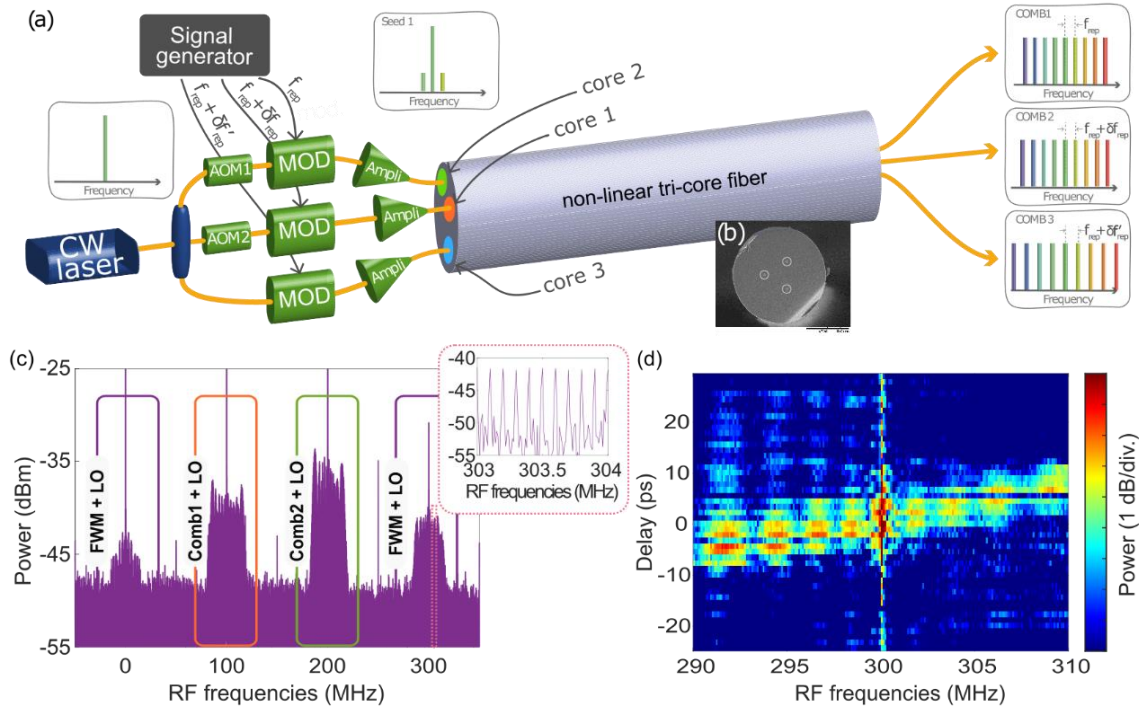 (a)
Signal
generator
Seed 1
Frequency
COMB1
f rep
Frequency
f rep + δf' rep
f rep + δf rep
f rep
core 2
core 1
AOM1
MOD
Ampli
Frequency
non-linear tri-core fiber
COMB2
f rep + δf rep
Frequency
CW
laser
AOM2
MOD
Ampli
(b)
MOD
Ampli
core 3
COMB3
f rep + δf' rep
Frequency
(c)
Power (dBm)
-25
-35
-45
-55
FWM + LO
Comb1 + LO
Comb2 + LO
FWM + LO
0 100 200 300
RF frequencies (MHz)
-40
-45
-50
-55
303 303.5 304
RF frequencies (MHz)
(d)
Delay (ps)
20
10
0
-10
-20
290 295 300 305 310
RF frequencies (MHz)
Power (1 dB/div.)